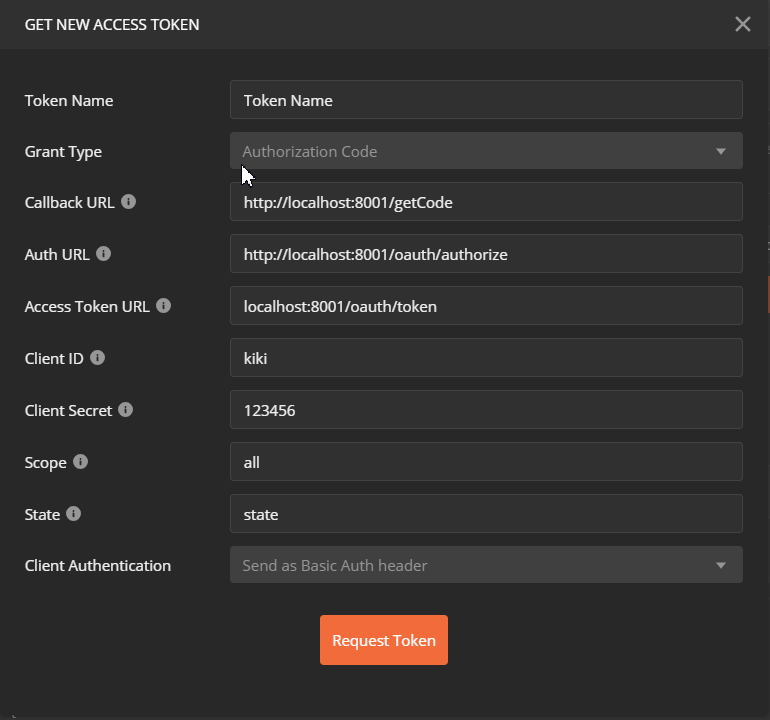 GET NEW ACCESS TOKEN
Token Name Token Name
Grant Type Authorization Code
Callback URL http://localhost:8001/getCode
Auth URL http://localhost:8001/oauth/authorize
Access Token URL localhost:8001/oauth/token
Client ID kiki
Client Secret 123456
Scope all
State state
Client Authentication Send as Basic Auth header
Request Token